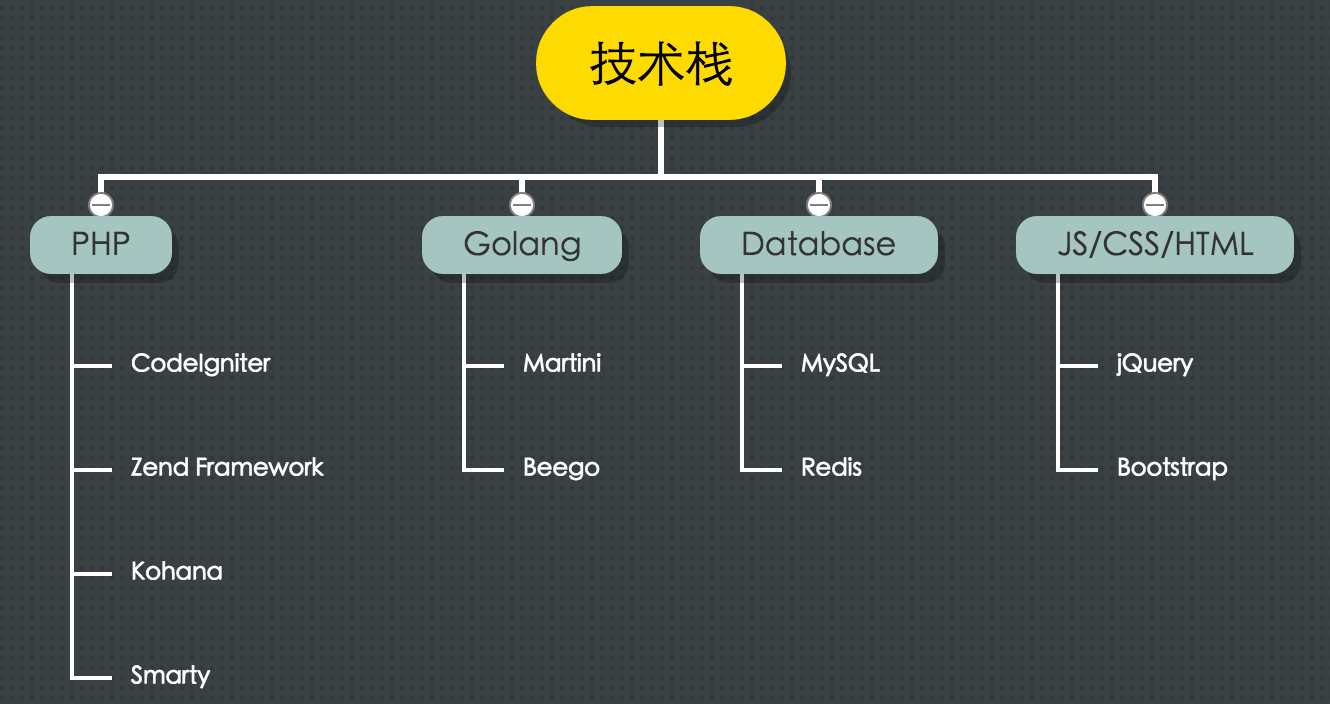 技术栈
PHP
Golang
Database
JS/CSS/HTML
CodeIgniter
Martini
MySQL
jQuery
Zend Framework
Beego
Redis
Bootstrap
Kohana
Smarty